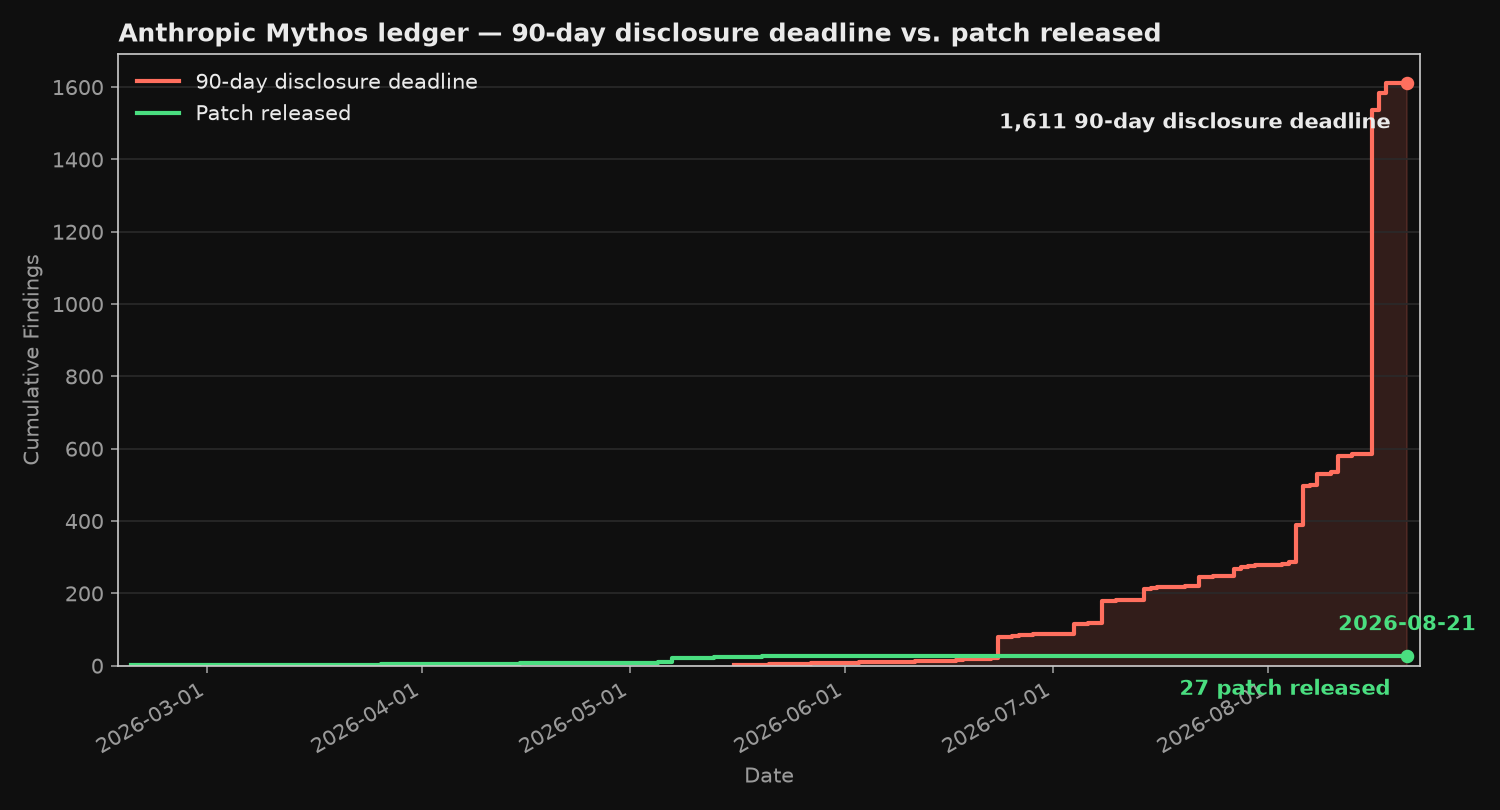 Anthropic Mythos ledger — 90-day disclosure deadline vs. patch released
90-day disclosure deadline
Patch released
1,611 90-day disclosure deadline
2026-08-21
27 patch released
Cumulative Findings
1600
1400
1200
1000
800
600
400
200
0
2026-03-01
2026-04-01
2026-05-01
2026-06-01
2026-07-01
2026-08-01
Date